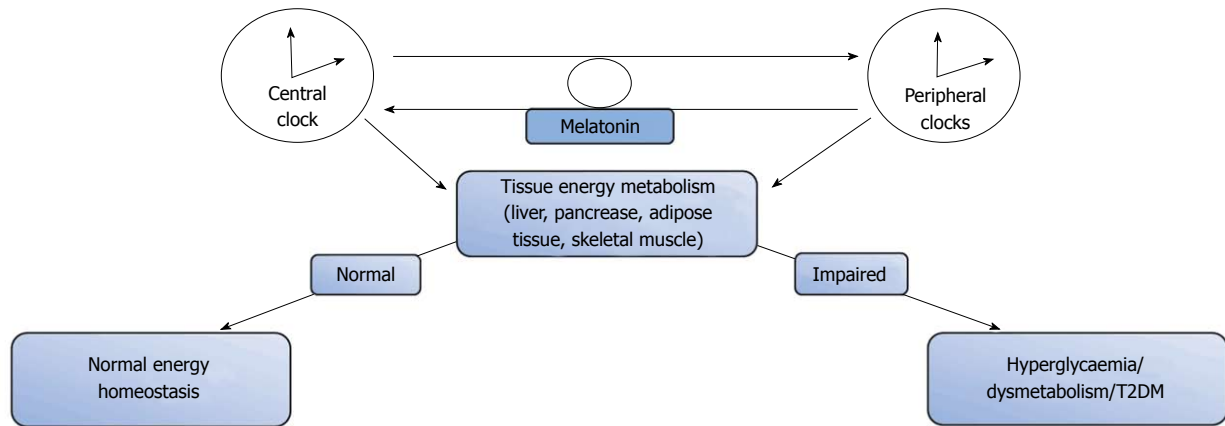 Central
clock
Peripheral
clocks
Melatonin
Tissue energy metabolism
(liver, pancrease, adipose
tissue, skeletal muscle)
Normal
Impaired
Normal energy
homeostasis
Hyperglycaemia/
dysmetabolism/T2DM